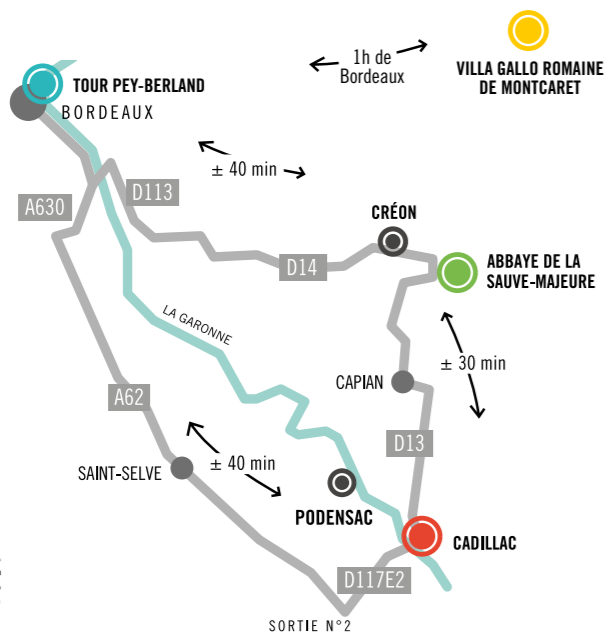 1h de
Bordeaux
VILLA GALLO ROMAINE
DE MONTCARET
TOUR PEY-BERLAND
BORDEAUX
± 40 min
A630
D113
CRÉON
D14
ABBAYE DE LA
SAUVE-MAJEURE
LA GARONNE
± 30 min
CAPIAN
A62
D13
SAINT-SELVE
± 40 min
PODENSAC
CADILLAC
D117E2
SORTIE N°2